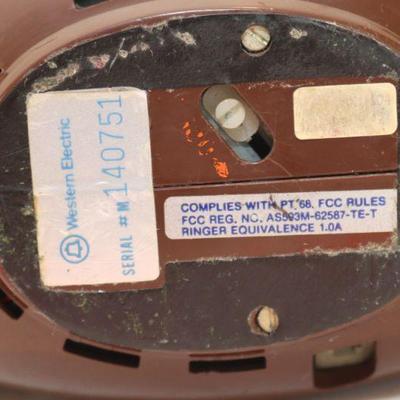 Western Electric
SERIAL #M140751
COMPLIES WITH PT 68, FCC RULES
FCC REG. NO. AS593M-62587-TE-T
RINGER EQUIVALENCE 1.0A